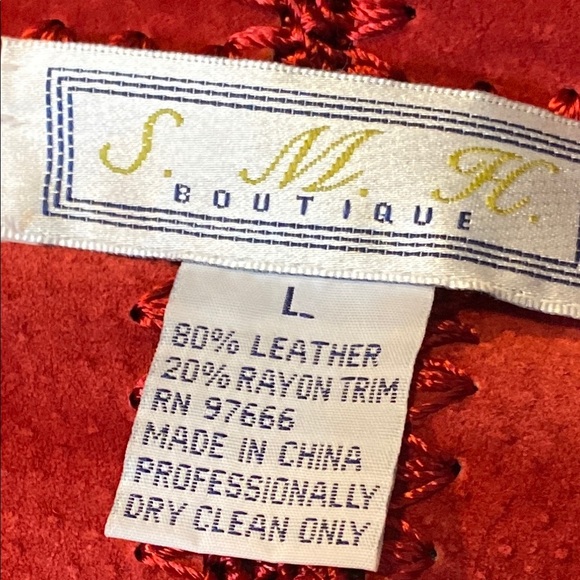 S. M. H.
BOUTIQUE
L
80% LEATHER
20% RAYON TRIM
RN 97666
MADE IN CHINA
PROFESSIONALLY
DRY CLEAN ONLY